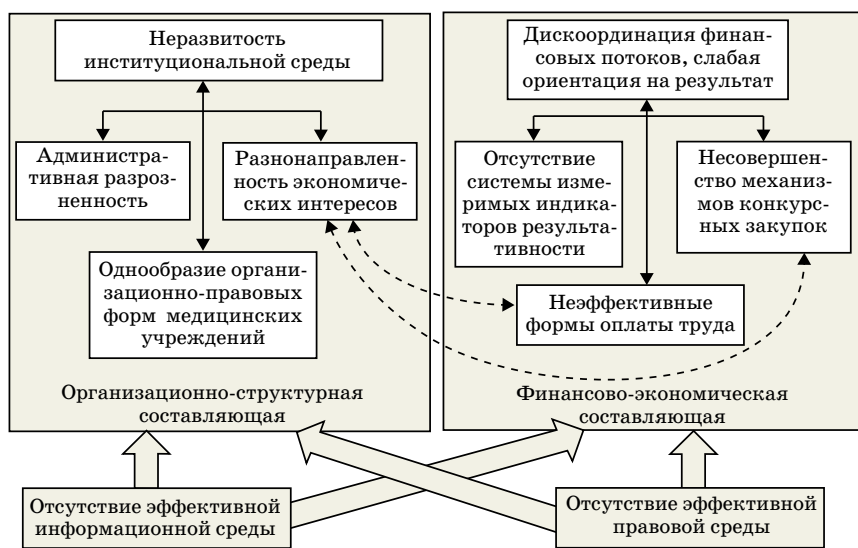 Неразвитость
институциональной среды
Административ-
тивная разроз-
ненность
Разнонаправлен-
ность экономиче-
ских интересов
Однообразие органи-
зационно-правовых
форм медицинских
учреждений
Организационно-структурная
составляющая
Дискоординация финан-
совых потоков, слабая
ориентация на результат
Отсутствие
системы изме-
римых индика-
торов результа-
тивности
Несовершен-
ство механиз-
мов конкурс-
ных закупок
Неэффективные
формы оплаты труда
Финансово-экономическая
составляющая
Отсутствие эффективной
информационной среды
Отсутствие эффективной
правовой среды